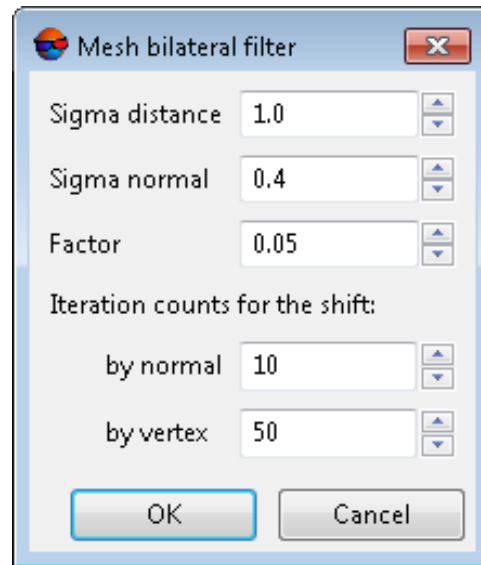 Mesh bilateral filter
Sigma distance 1.0
Sigma normal 0.4
Factor 0.05
Iteration counts for the shift:
by normal 10
by vertex 50
OK Cancel